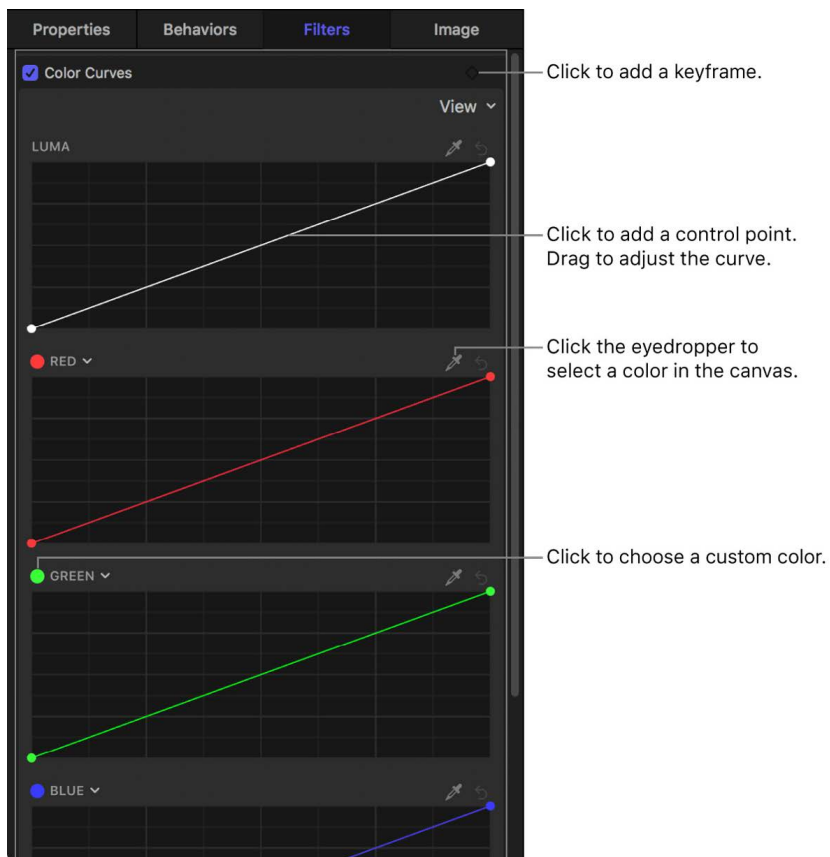 Properties Behaviors Filters Image
Color Curves
Click to add a keyframe.
View
LUMA
Click to add a control point.
Drag to adjust the curve.
RED
Click the eyedropper to
select a color in the canvas.
Click to choose a custom color.
GREEN
BLUE